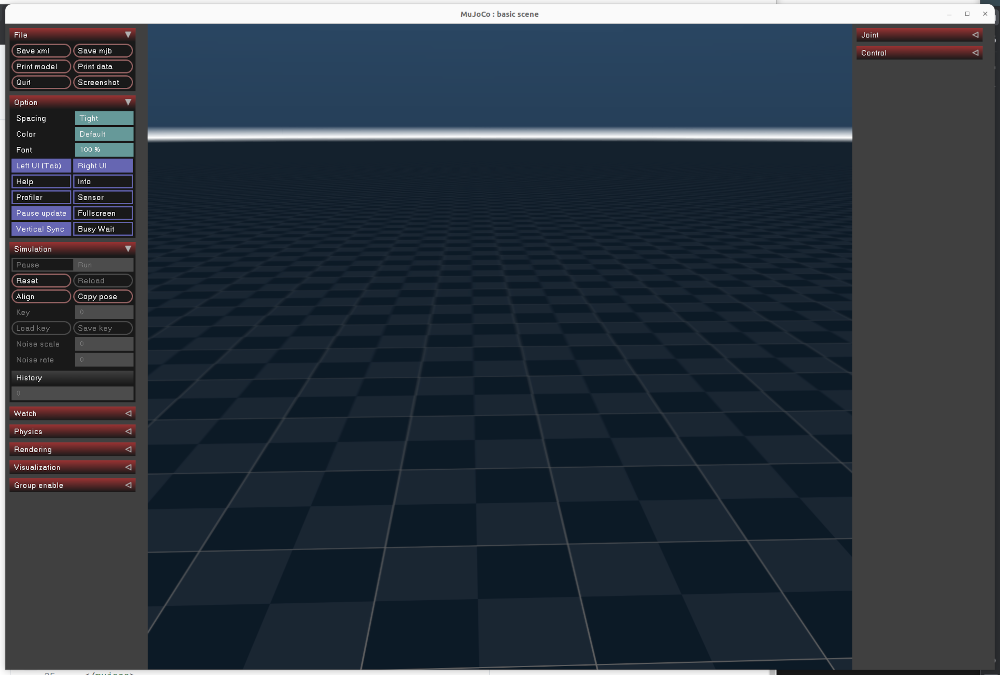 MuJoCo : basic scene
File
Save xml Save mjb
Print model Print data
Quit Screenshot
Option
Spacing Tight
Color Default
Font 100 %
Left UI (Tab) Right UI
Help Info
Profiler Sensor
Pause update Fullscreen
Vertical Sync Busy Wait
Simulation
Pause Run
Reset Reload
Align Copy pose
Key 0
Load key Save key
Noise scale 0
Noise rate 0
History
0
Watch
Physics
Rendering
Visualization
Group enable
Joint
Control